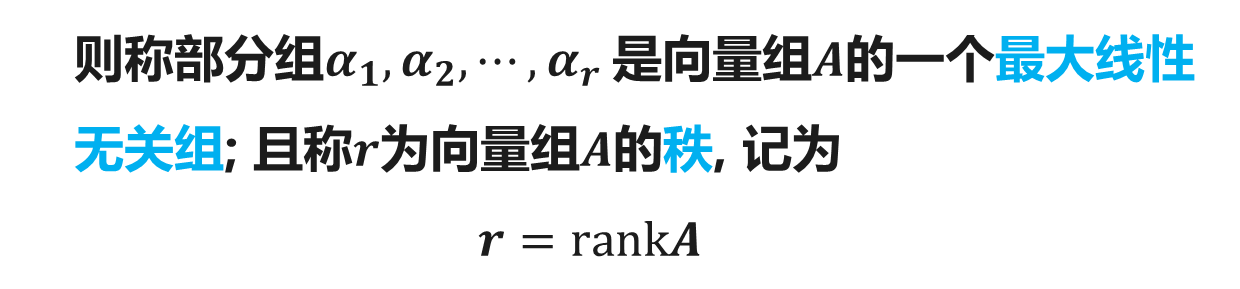 则称部分组α₁, α₂, ⋯, αᵣ 是向量组A的一个最大线性
无关组; 且称r为向量组A的秩, 记为
r = rankA